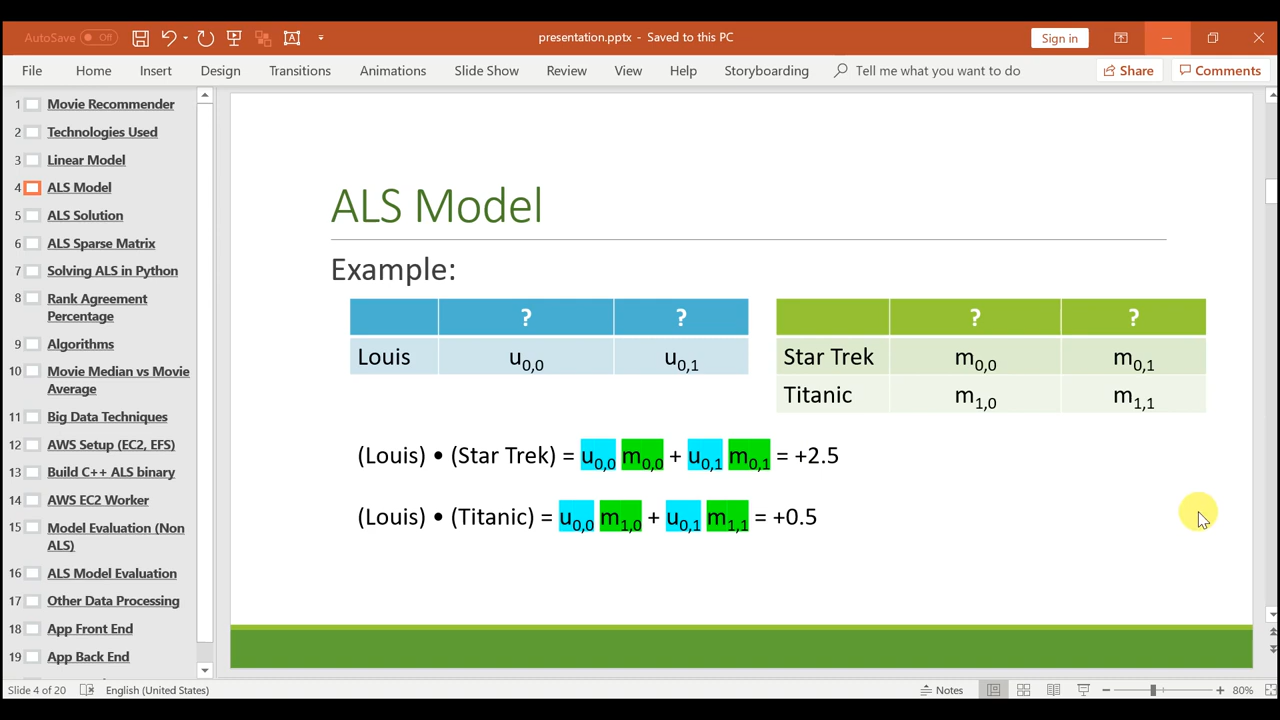 AutoSave Off
presentation.pptx - Saved to this PC
Sign in
File Home Insert Design Transitions Animations Slide Show Review View Help Storyboarding Tell me what you want to do Share Comments
1 Movie Recommender
2 Technologies Used
3 Linear Model
4 ALS Model
5 ALS Solution
6 ALS Sparse Matrix
7 Solving ALS in Python
8 Rank Agreement
Percentage
9 Algorithms
10 Movie Median vs Movie
Average
11 Big Data Techniques
12 AWS Setup (EC2, EFS)
13 Build C++ ALS binary
14 AWS EC2 Worker
15 Model Evaluation (Non
ALS)
16 ALS Model Evaluation
17 Other Data Processing
18 App Front End
19 App Back End
ALS Model
Example:
? ?
Louis u0,0 u0,1
? ?
Star Trek m0,0 m0,1
Titanic m1,0 m1,1
(Louis) • (Star Trek) = u0,0 m0,0 + u0,1 m0,1 = +2.5
(Louis) • (Titanic) = u0,0 m1,0 + u0,1 m1,1 = +0.5
Slide 4 of 20 English (United States) Notes 80%